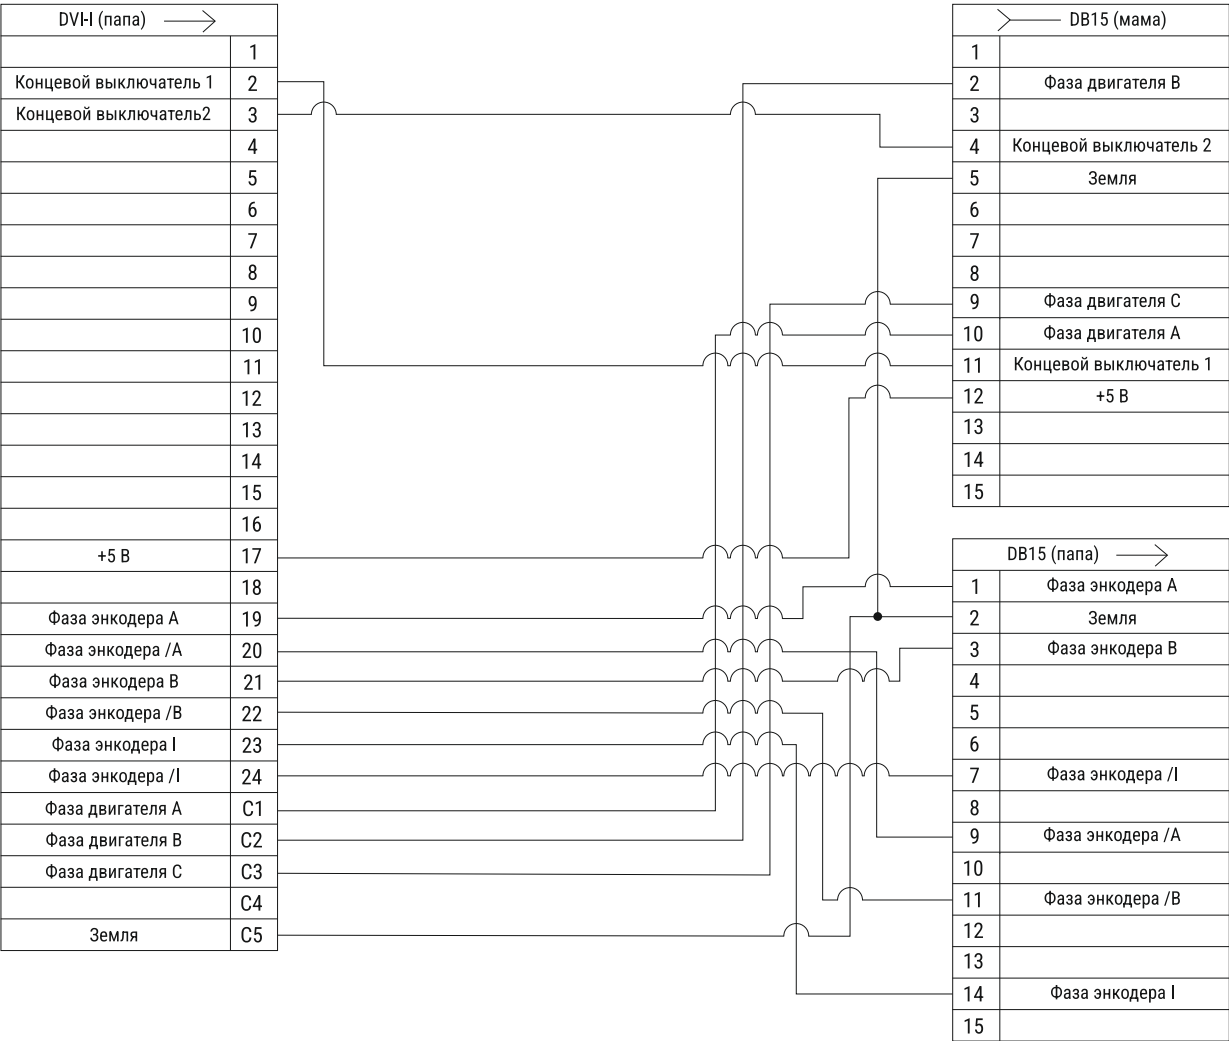 DVI-I (папа)
1
Концевой выключатель 1 2
Концевой выключатель2 3
4
5
6
7
8
9
10
11
12
13
14
15
16
+5 В 17
18
Фаза энкодера А 19
Фаза энкодера /А 20
Фаза энкодера В 21
Фаза энкодера /В 22
Фаза энкодера I 23
Фаза энкодера /I 24
Фаза двигателя А C1
Фаза двигателя В C2
Фаза двигателя С C3
C4
Земля C5
DB15 (мама)
1
2 Фаза двигателя В
3
4 Концевой выключатель 2
5 Земля
6
7
8
9 Фаза двигателя С
10 Фаза двигателя А
11 Концевой выключатель 1
12 +5 В
13
14
15
DB15 (папа)
1 Фаза энкодера А
2 Земля
3 Фаза энкодера В
4
5
6
7 Фаза энкодера /I
8
9 Фаза энкодера /А
10
11 Фаза энкодера /В
12
13
14 Фаза энкодера I
15